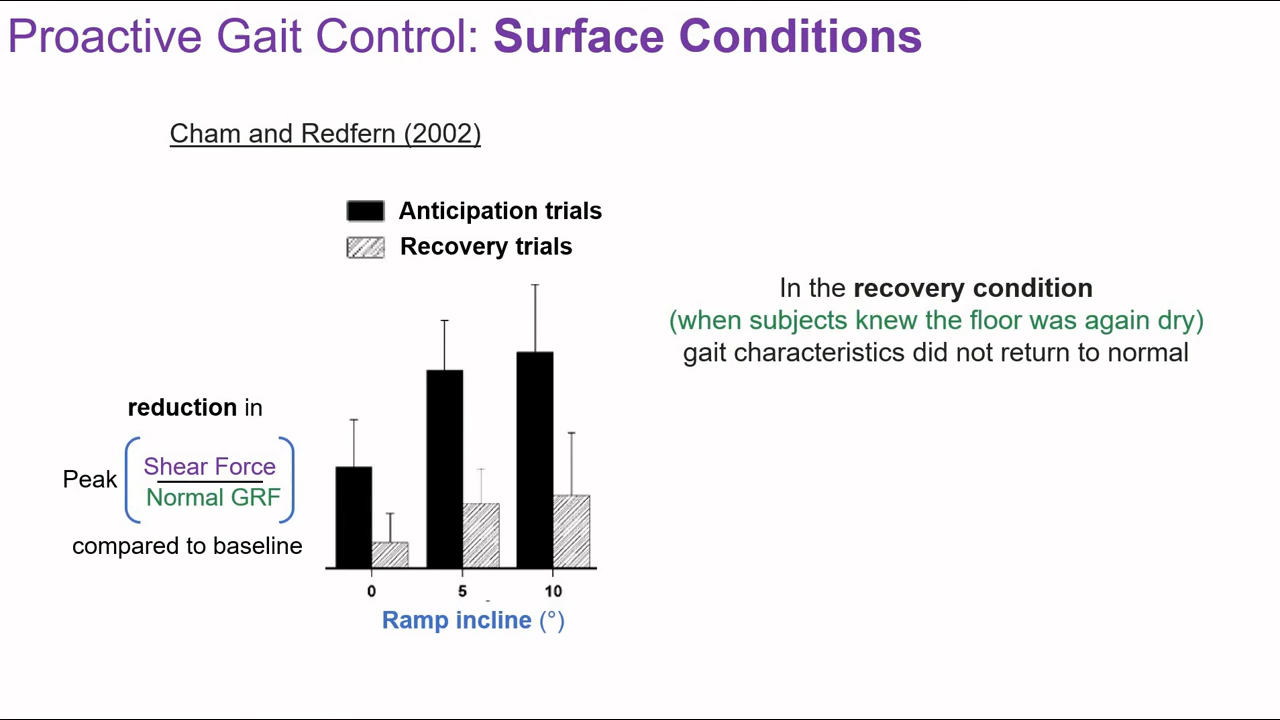 Proactive Gait Control: Surface Conditions
Cham and Redfern (2002)
Anticipation trials
Recovery trials
In the recovery condition
(when subjects knew the floor was again dry)
gait characteristics did not return to normal
reduction in
Peak
Shear Force
Normal GRF
compared to baseline
0 5 10
Ramp incline (°)